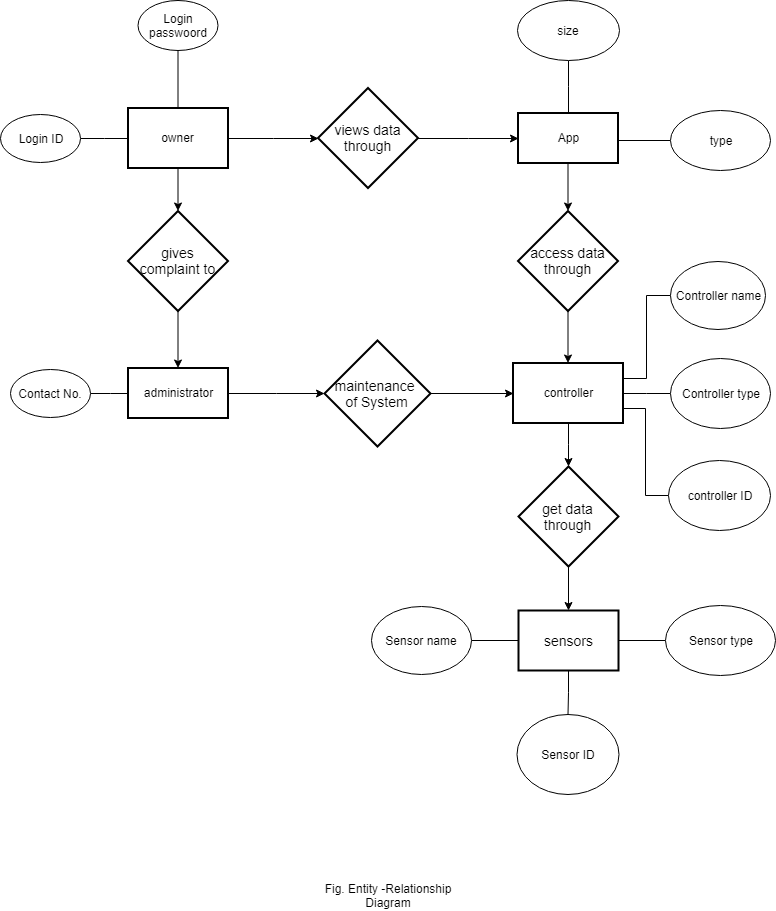 Login
passwoord
size
Login ID
owner
views data
through
App
type
gives
complaint to
access data
through
Controller name
Contact No.
administrator
maintenance
of System
controller
Controller type
controller ID
get data
through
Sensor name
sensors
Sensor type
Sensor ID
Fig. Entity -Relationship
Diagram